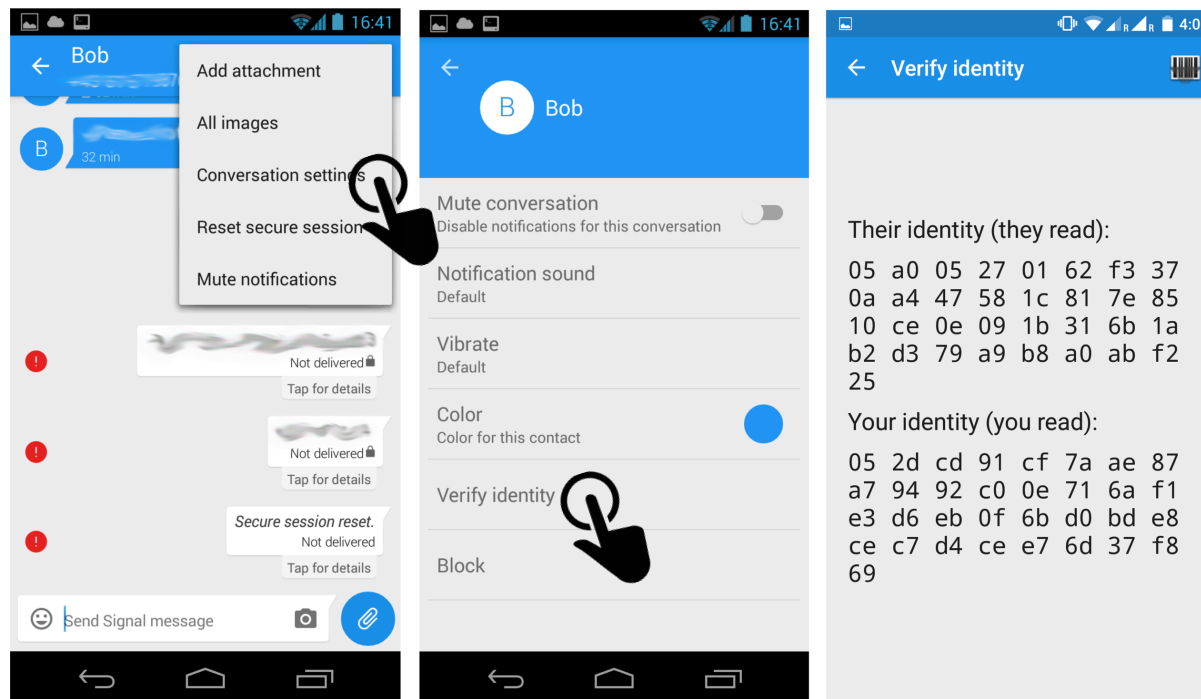 16:41
Bob
Add attachment
All images
32 min
Conversation settings
Reset secure session
Mute notifications
Not delivered
Tap for details
Not delivered
Tap for details
Secure session reset.
Not delivered
Tap for details
Send Signal message
16:41
B
Bob
Mute conversation
Disable notifications for this conversation
Notification sound
Default
Vibrate
Default
Color
Color for this contact
Verify identity
Block
R R 4:0
Verify identity
Their identity (they read):
05 a0 05 27 01 62 f3 37
0a a4 47 58 1c 81 7e 85
10 ce 0e 09 1b 31 6b 1a
b2 d3 79 a9 b8 a0 ab f2
25
Your identity (you read):
05 2d cd 91 cf 7a ae 87
a7 94 92 c0 0e 71 6a f1
e3 d6 eb 0f 6b d0 bd e8
ce c7 d4 ce e7 6d 37 f8
69